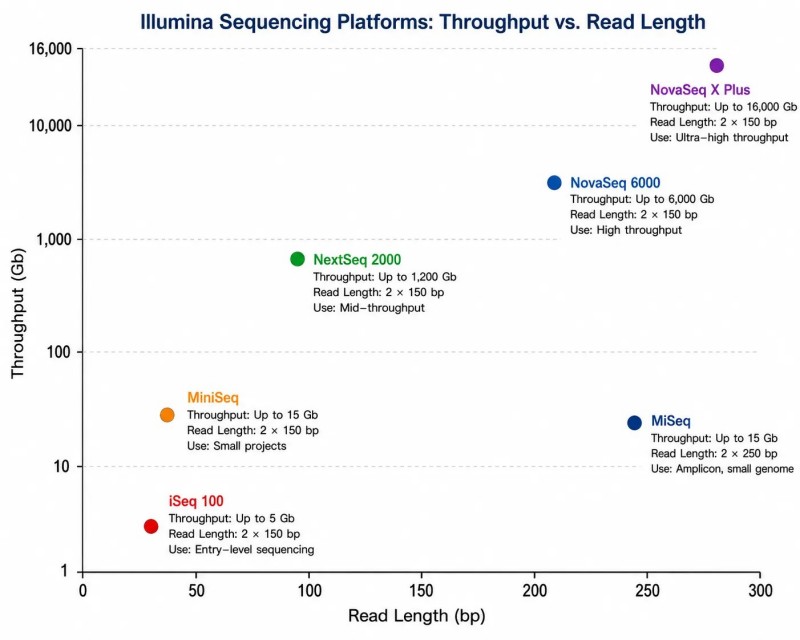 Illumina Sequencing Platforms: Throughput vs. Read Length
Throughput (Gb)
16,000
10,000
1,000
100
10
1
NovaSeq X Plus
Throughput: Up to 16,000 Gb
Read Length: 2 × 150 bp
Use: Ultra-high throughput
NovaSeq 6000
Throughput: Up to 6,000 Gb
Read Length: 2 × 150 bp
Use: High throughput
NextSeq 2000
Throughput: Up to 1,200 Gb
Read Length: 2 × 150 bp
Use: Mid-throughput
MiniSeq
Throughput: Up to 15 Gb
Read Length: 2 × 150 bp
Use: Small projects
MiSeq
Throughput: Up to 15 Gb
Read Length: 2 × 250 bp
Use: Amplicon, small genome
iSeq 100
Throughput: Up to 5 Gb
Read Length: 2 × 150 bp
Use: Entry-level sequencing
0 50 100 150 200 250 300
Read Length (bp)